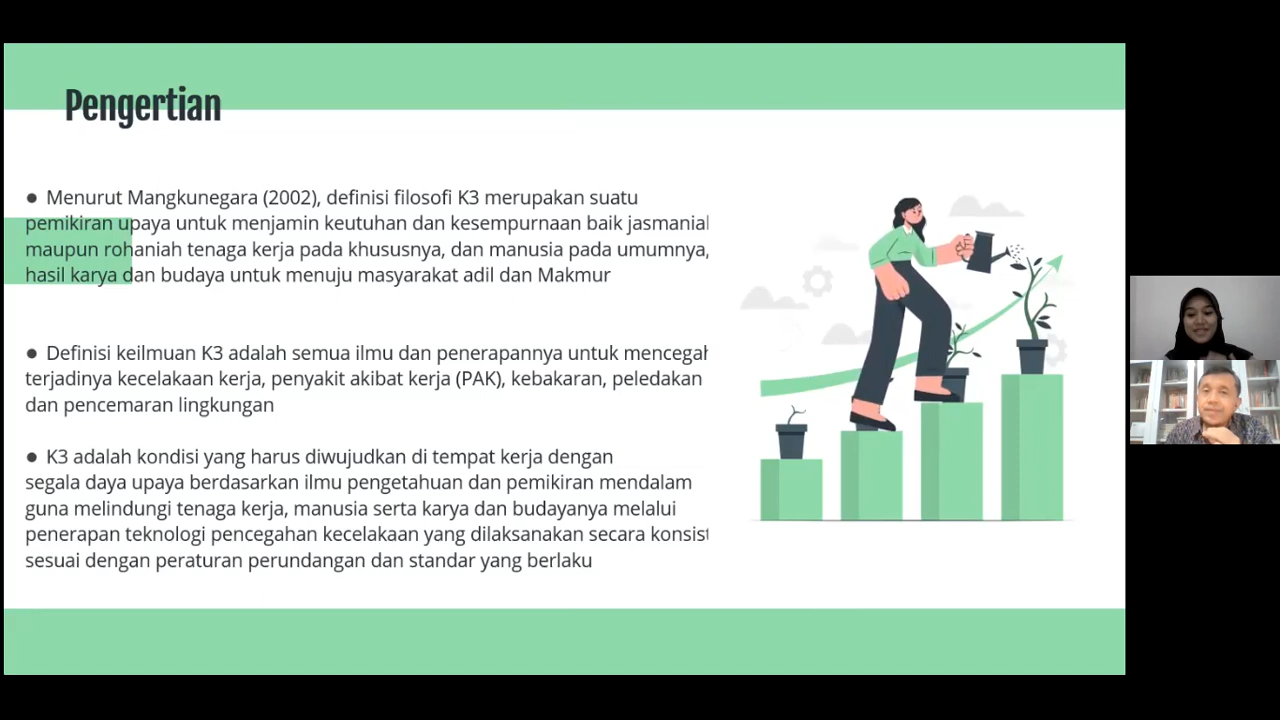 Pengertian
● Menurut Mangkunegara (2002), definisi filosofi K3 merupakan suatu
pemikiran upaya untuk menjamin keutuhan dan kesempurnaan baik jasmania
maupun rohaniah tenaga kerja pada khususnya, dan manusia pada umumnya,
hasil karya dan budaya untuk menuju masyarakat adil dan Makmur
● Definisi keilmuan K3 adalah semua ilmu dan penerapannya untuk mencegah
terjadinya kecelakaan kerja, penyakit akibat kerja (PAK), kebakaran, peledakan
dan pencemaran lingkungan
● K3 adalah kondisi yang harus diwujudkan di tempat kerja dengan
segala daya upaya berdasarkan ilmu pengetahuan dan pemikiran mendalam
guna melindungi tenaga kerja, manusia serta karya dan budayanya melalui
penerapan teknologi pencegahan kecelakaan yang dilaksanakan secara konsist
sesuai dengan peraturan perundangan dan standar yang berlaku